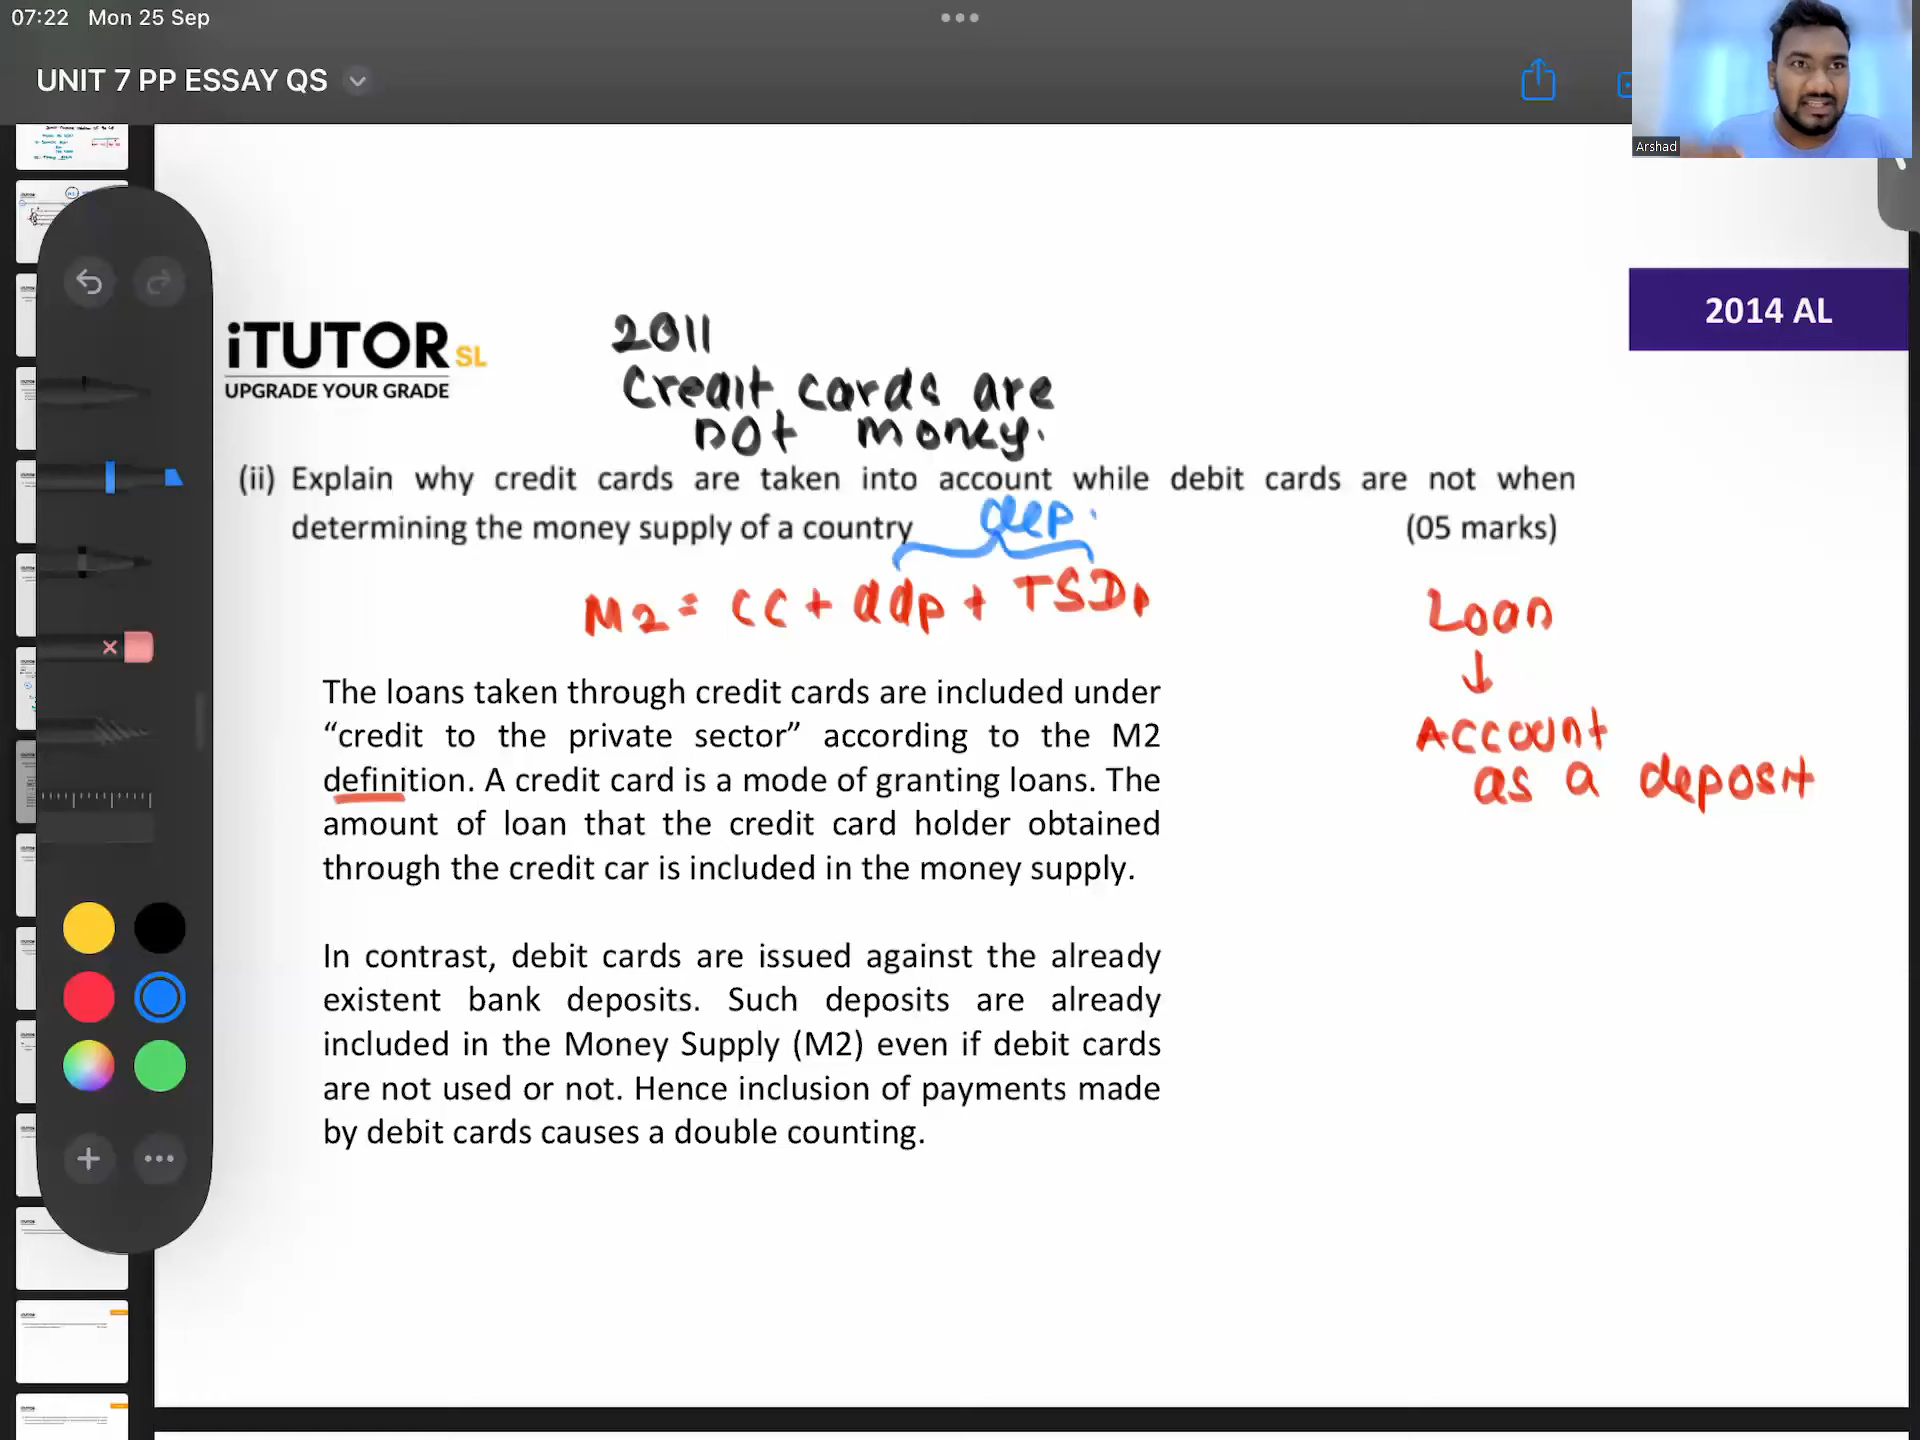 07:22 Mon 25 Sep
UNIT 7 PP ESSAY QS
Arshad
2014 AL
iTUTOR SL
UPGRADE YOUR GRADE
2011
Credit cards are
not money.
(ii) Explain why credit cards are taken into account while debit cards are not when
determining the money supply of a country (05 marks)
dep.
M2 = CC + ddp + TSDp
Loan
↓
Account
as a deposit
The loans taken through credit cards are included under
“credit to the private sector” according to the M2
definition. A credit card is a mode of granting loans. The
amount of loan that the credit card holder obtained
through the credit car is included in the money supply.
In contrast, debit cards are issued against the already
existent bank deposits. Such deposits are already
included in the Money Supply (M2) even if debit cards
are not used or not. Hence inclusion of payments made
by debit cards causes a double counting.